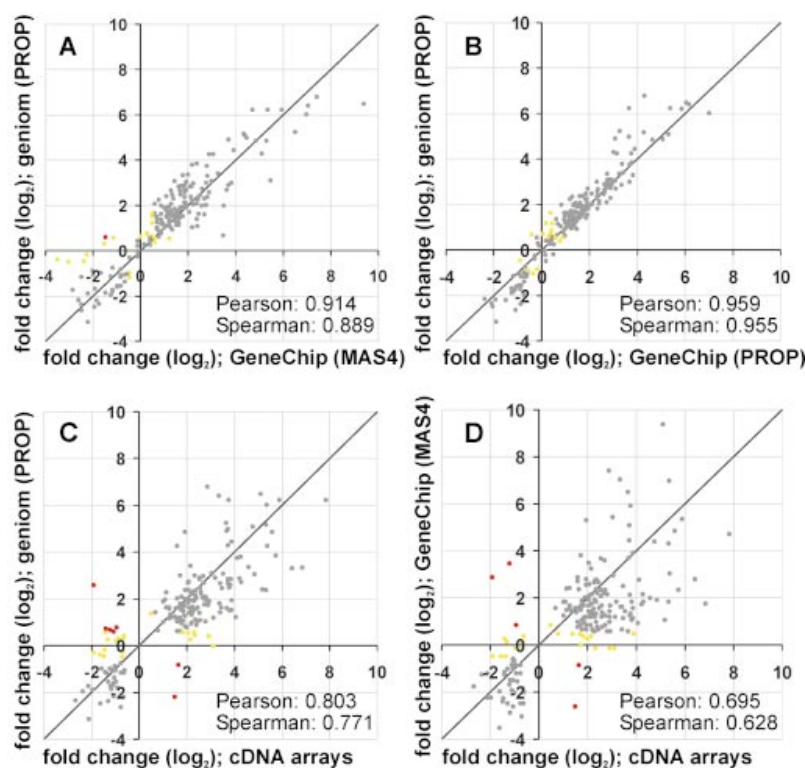 A
fold change (log₂); geniom (PROP)
10
8
6
4
2
-4 -2 0 2 4 6 8 10
-2
-4
Pearson: 0.914
Spearman: 0.889
fold change (log₂); GeneChip (MAS4)
B
fold change (log₂); geniom (PROP)
10
8
6
4
2
-4 -2 0 2 4 6 8 10
-2
-4
Pearson: 0.959
Spearman: 0.955
fold change (log₂); GeneChip (PROP)
C
fold change (log₂); geniom (PROP)
10
8
6
4
2
-4 -2 0 2 4 6 8 10
-2
-4
Pearson: 0.803
Spearman: 0.771
fold change (log₂); cDNA arrays
D
fold change (log₂); GeneChip (MAS4)
10
8
6
4
2
-4 -2 0 2 4 6 8 10
-2
-4
Pearson: 0.695
Spearman: 0.628
fold change (log₂); cDNA arrays